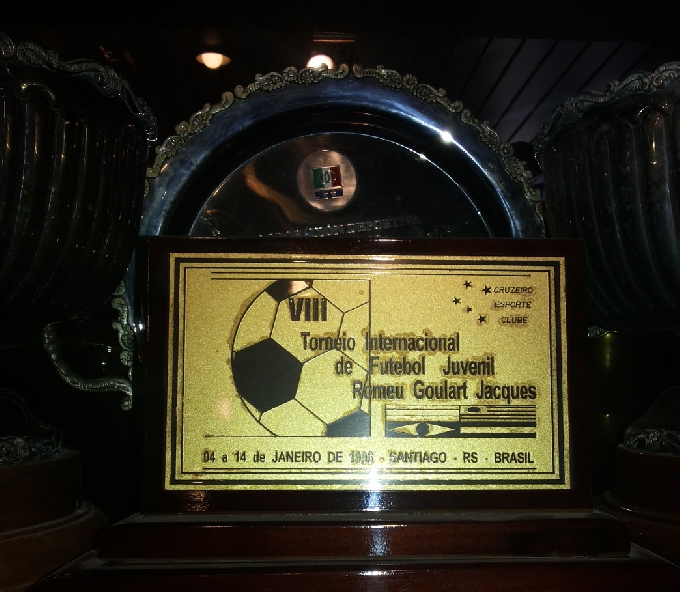 VIII
CRUZEIRO
ESPORTE
CLUBE
Torneio Internacional
de Futebol Juvenil
Romeu Goulart Jacques
04 a 14 de JANEIRO DE - SANTIAGO - RS - BRASIL